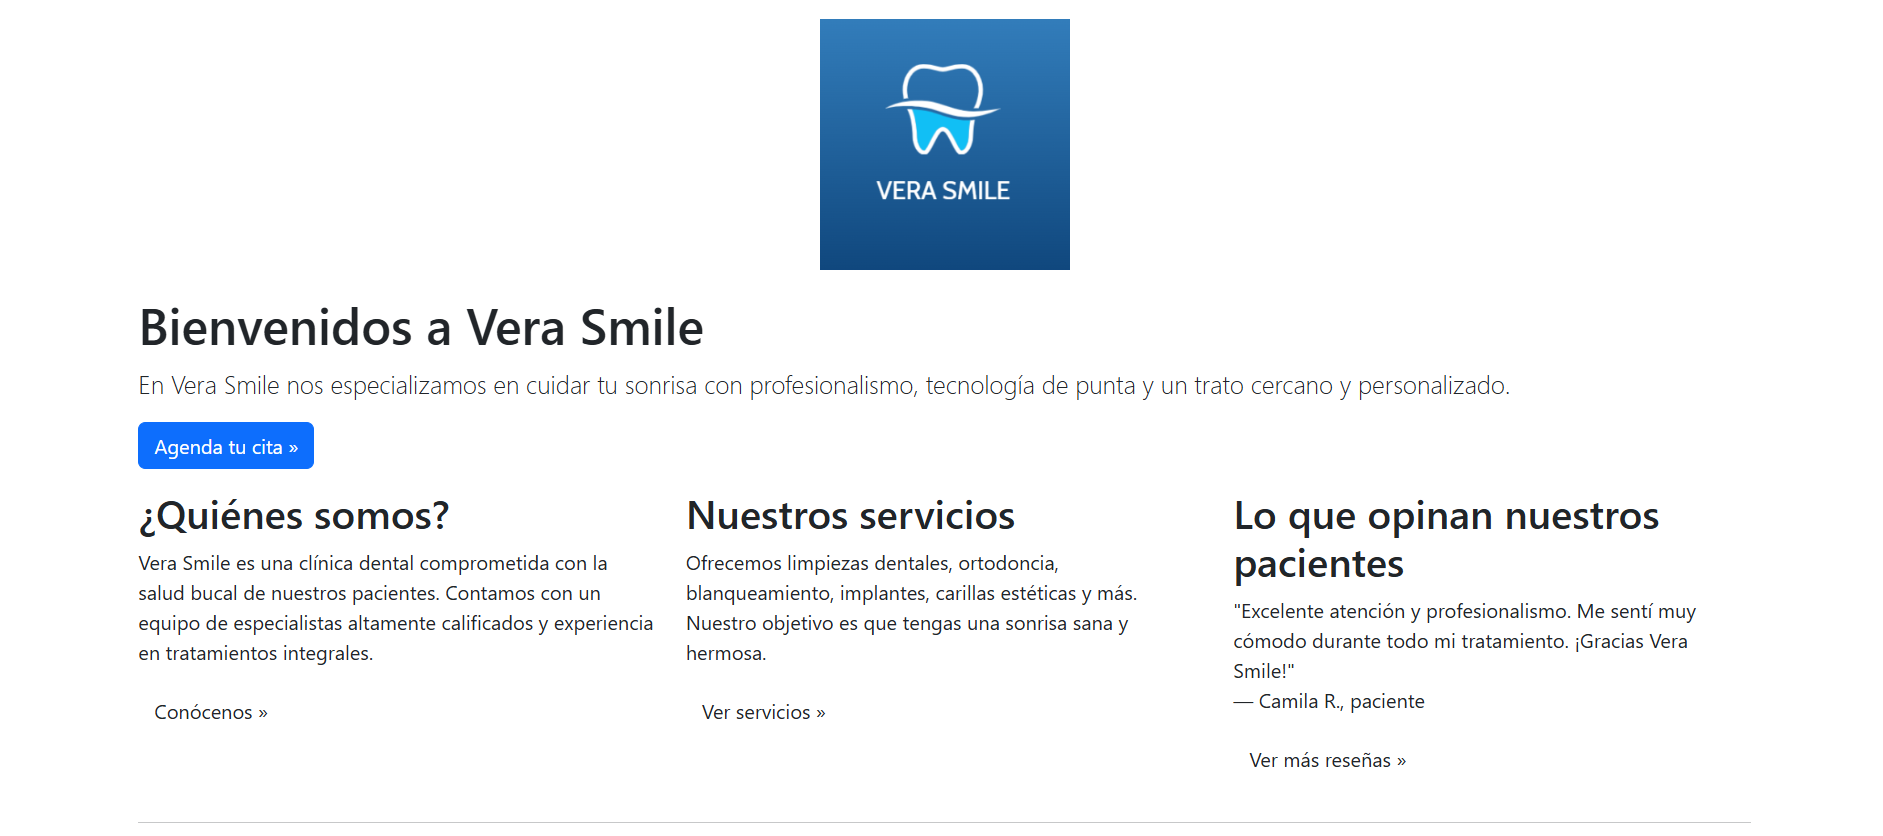 VERA SMILE
Bienvenidos a Vera Smile
En Vera Smile nos especializamos en cuidar tu sonrisa con profesionalismo, tecnología de punta y un trato cercano y personalizado.
Agenda tu cita »
¿Quiénes somos?
Vera Smile es una clínica dental comprometida con la
salud bucal de nuestros pacientes. Contamos con un
equipo de especialistas altamente calificados y experiencia
en tratamientos integrales.
Conócenos »
Nuestros servicios
Ofrecemos limpiezas dentales, ortodoncia,
blanqueamiento, implantes, carillas estéticas y más.
Nuestro objetivo es que tengas una sonrisa sana y
hermosa.
Ver servicios »
Lo que opinan nuestros
pacientes
"Excelente atención y profesionalismo. Me sentí muy
cómodo durante todo mi tratamiento. ¡Gracias Vera
Smile!"
— Camila R., paciente
Ver más reseñas »